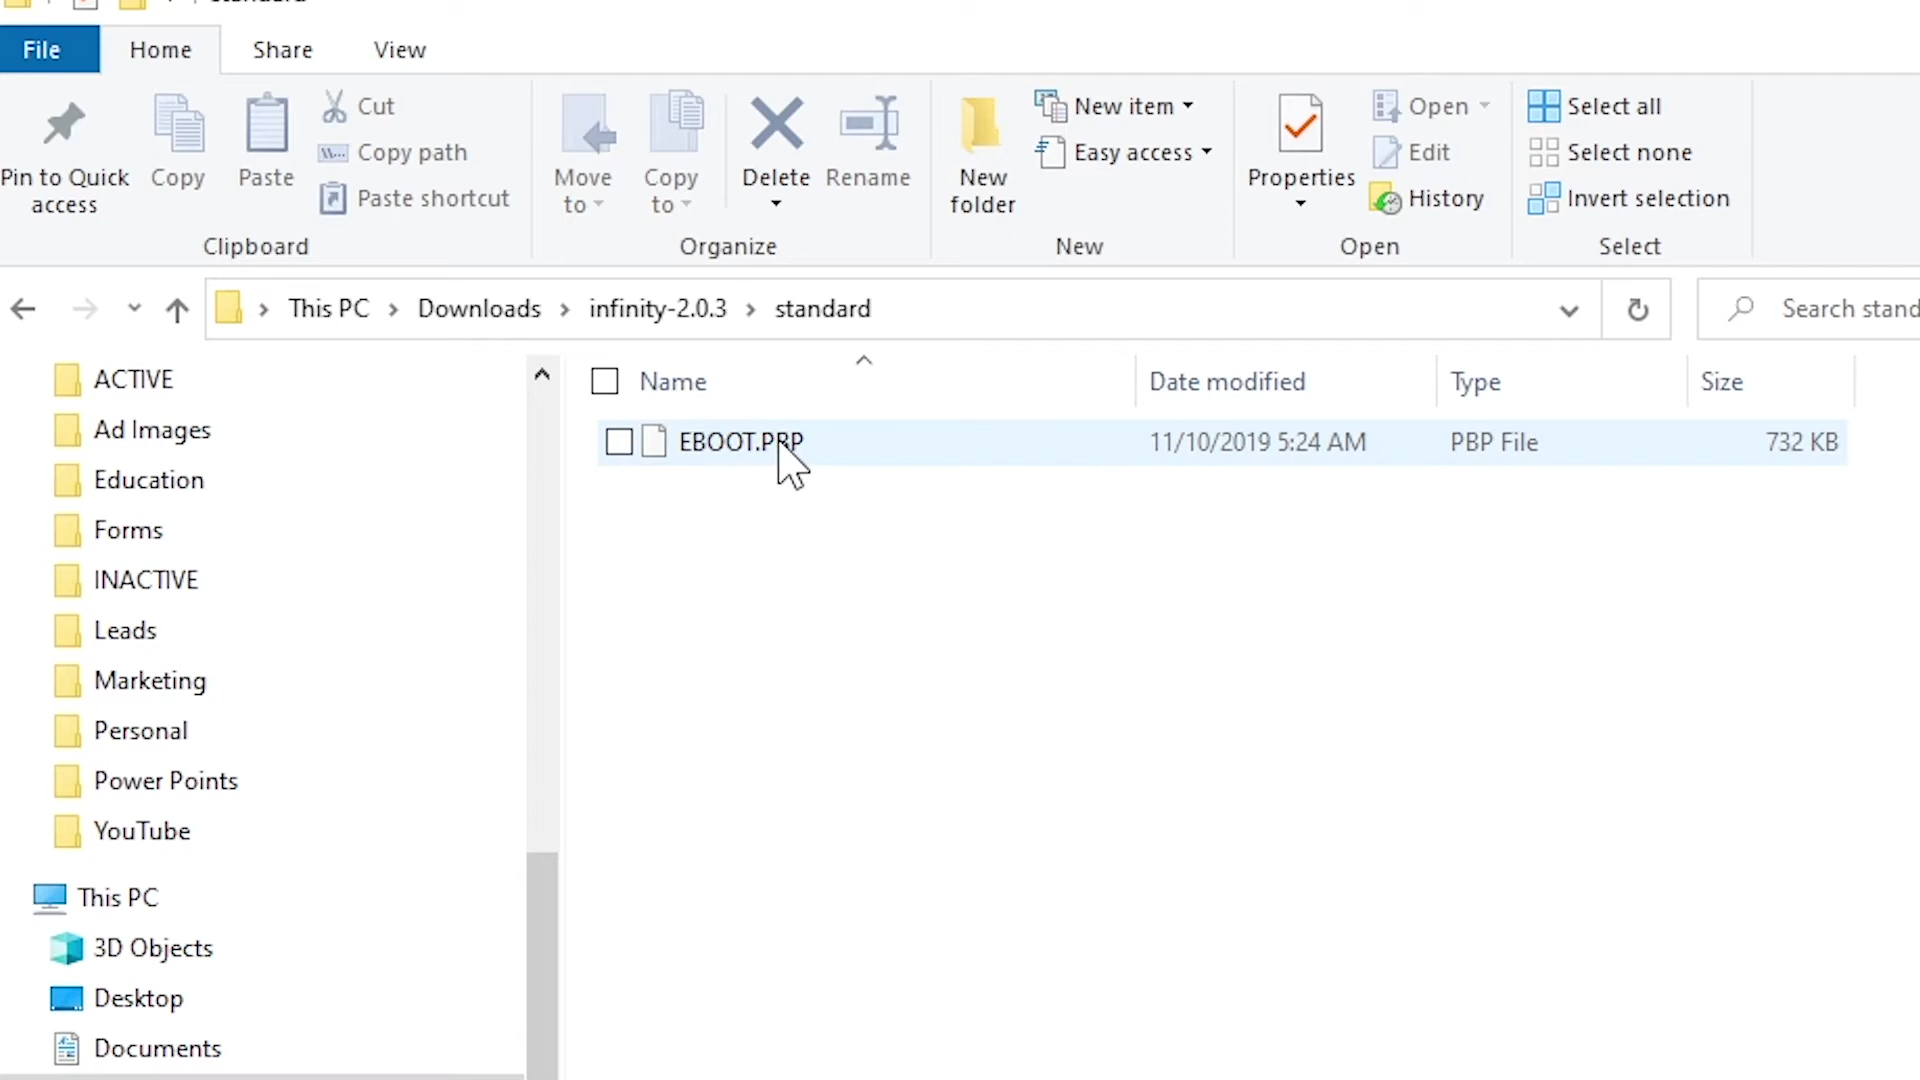 File Home Share View
Pin to Quick access
Copy
Paste
Cut
Copy path
Paste shortcut
Clipboard
Move to
Copy to
Delete
Rename
Organize
New folder
New item
Easy access
New
Properties
Open
Edit
History
Open
Select all
Select none
Invert selection
Select
This PC > Downloads > infinity-2.0.3 > standard
Search stand
ACTIVE
Ad Images
Education
Forms
INACTIVE
Leads
Marketing
Personal
Power Points
YouTube
This PC
3D Objects
Desktop
Documents
Name Date modified Type Size
EBOOT.PBP 11/10/2019 5:24 AM PBP File 732 KB